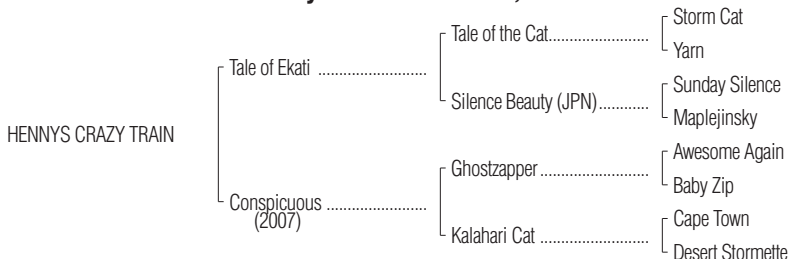 Storm Cat
Tale of the Cat
Yarn
Tale of Ekati
Sunday Silence
Silence Beauty (JPN)
Maplejinsky
HENNYS CRAZY TRAIN
Awesome Again
Ghostzapper
Baby Zip
Conspicuous
(2007)
Cape Town
Kalahari Cat
Desert Stormette